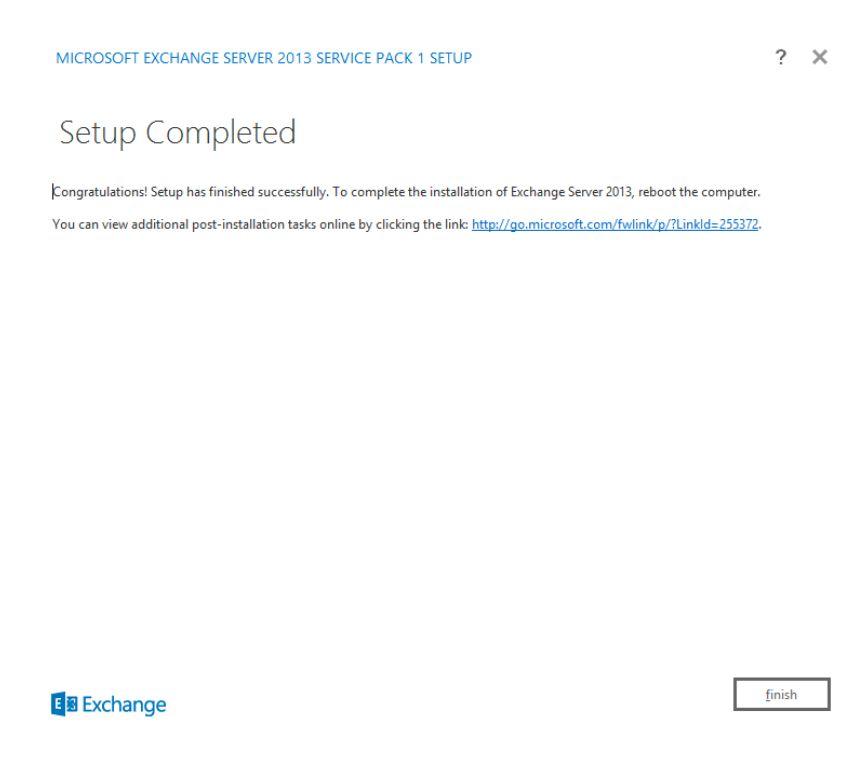 MICROSOFT EXCHANGE SERVER 2013 SERVICE PACK 1 SETUP
?
Setup Completed
Congratulations! Setup has finished successfully. To complete the installation of Exchange Server 2013, reboot the computer.
You can view additional post-installation tasks online by clicking the link: http://go.microsoft.com/fwlink/p/?LinkId=255372.
Exchange
finish